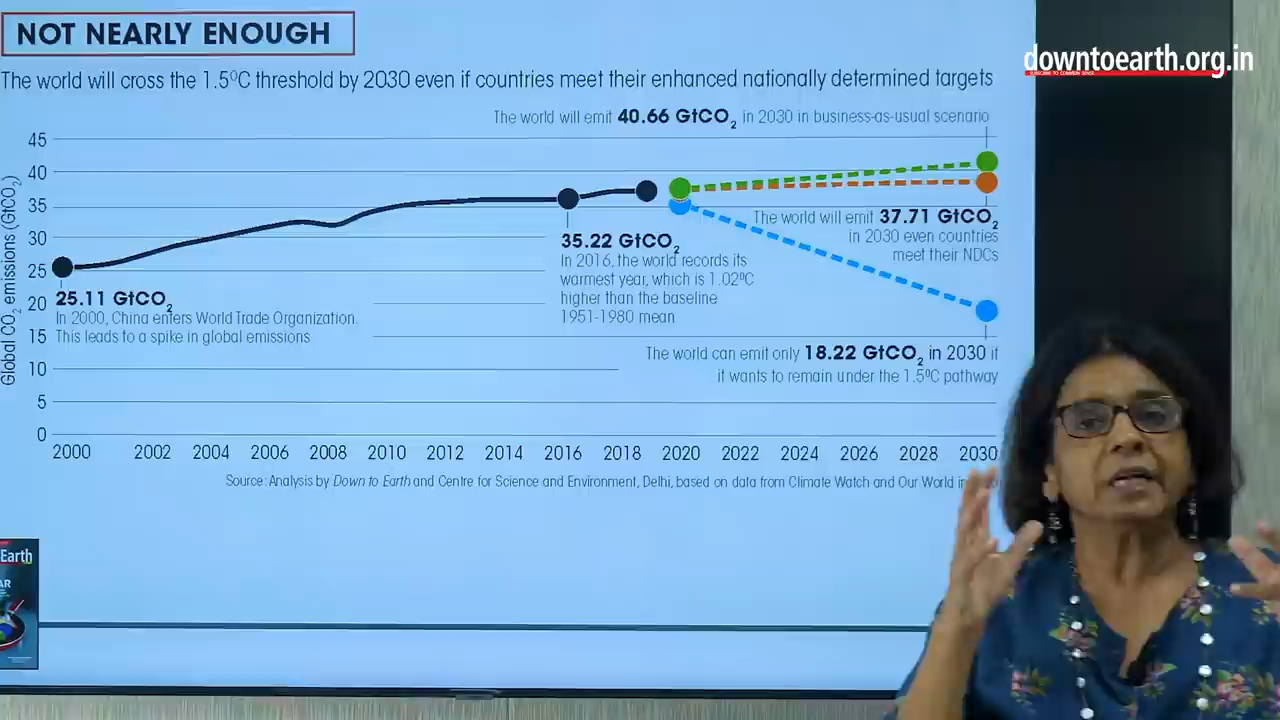 NOT NEARLY ENOUGH
downtoearth.org.in
SUBSCRIBE TO COMMON SENSE
The world will cross the 1.5⁰C threshold by 2030 even if countries meet their enhanced nationally determined targets
The world will emit 40.66 GtCO₂ in 2030 in business-as-usual scenario
Global CO₂ emissions (GtCO₂)
45
40
35
30
25
20
15
10
5
0
25.11 GtCO₂
In 2000, China enters World Trade Organization.
This leads to a spike in global emissions
35.22 GtCO₂
In 2016, the world records its
warmest year, which is 1.02⁰C
higher than the baseline
1951-1980 mean
The world will emit 37.71 GtCO₂
in 2030 even countries
meet their NDCs
The world can emit only 18.22 GtCO₂ in 2030 if
it wants to remain under the 1.5⁰C pathway
2000 2002 2004 2006 2008 2010 2012 2014 2016 2018 2020 2022 2024 2026 2028 2030
Source: Analysis by Down to Earth and Centre for Science and Environment, Delhi, based on data from Climate Watch and Our World in
Earth
AR